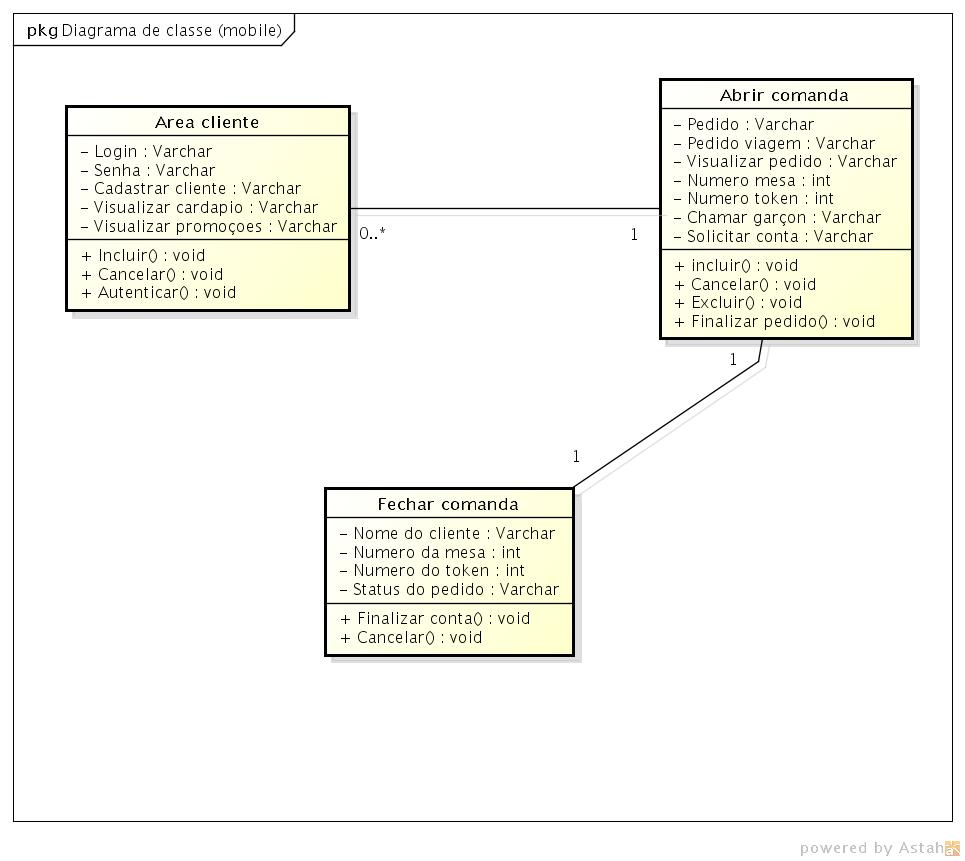 pkg Diagrama de classe (mobile)
Area cliente
- Login : Varchar
- Senha : Varchar
- Cadastrar cliente : Varchar
- Visualizar cardapio : Varchar
- Visualizar promoçoes : Varchar
+ Incluir() : void
+ Cancelar() : void
+ Autenticar() : void
0..*
1
Abrir comanda
- Pedido : Varchar
- Pedido viagem : Varchar
- Visualizar pedido : Varchar
- Numero mesa : int
- Numero token : int
- Chamar garçon : Varchar
- Solicitar conta : Varchar
+ incluir() : void
+ Cancelar() : void
+ Excluir() : void
+ Finalizar pedido() : void
1
1
Fechar comanda
- Nome do cliente : Varchar
- Numero da mesa : int
- Numero do token : int
- Status do pedido : Varchar
+ Finalizar conta() : void
+ Cancelar() : void
powered by Astah